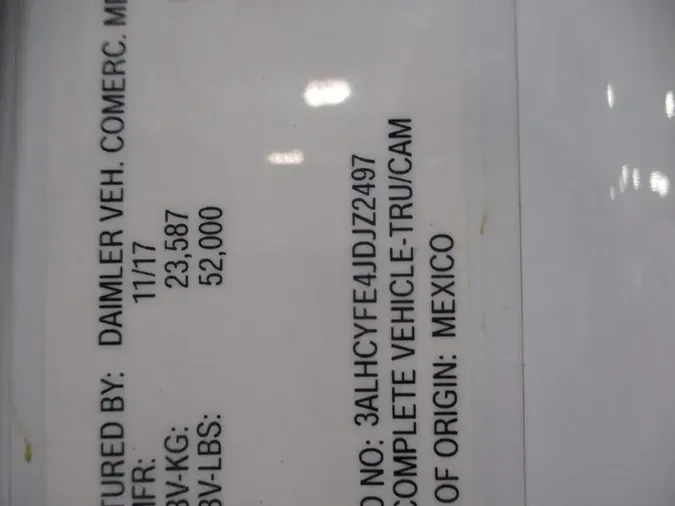 TURED BY: DAIMLER VEH. COMERC. ME
MFR: 11/17
BV-KG: 23,587
BV-LBS: 52,000
D NO: 3ALHCYFE4JDJZ2497
COMPLETE VEHICLE-TRU/CAM
OF ORIGIN: MEXICO